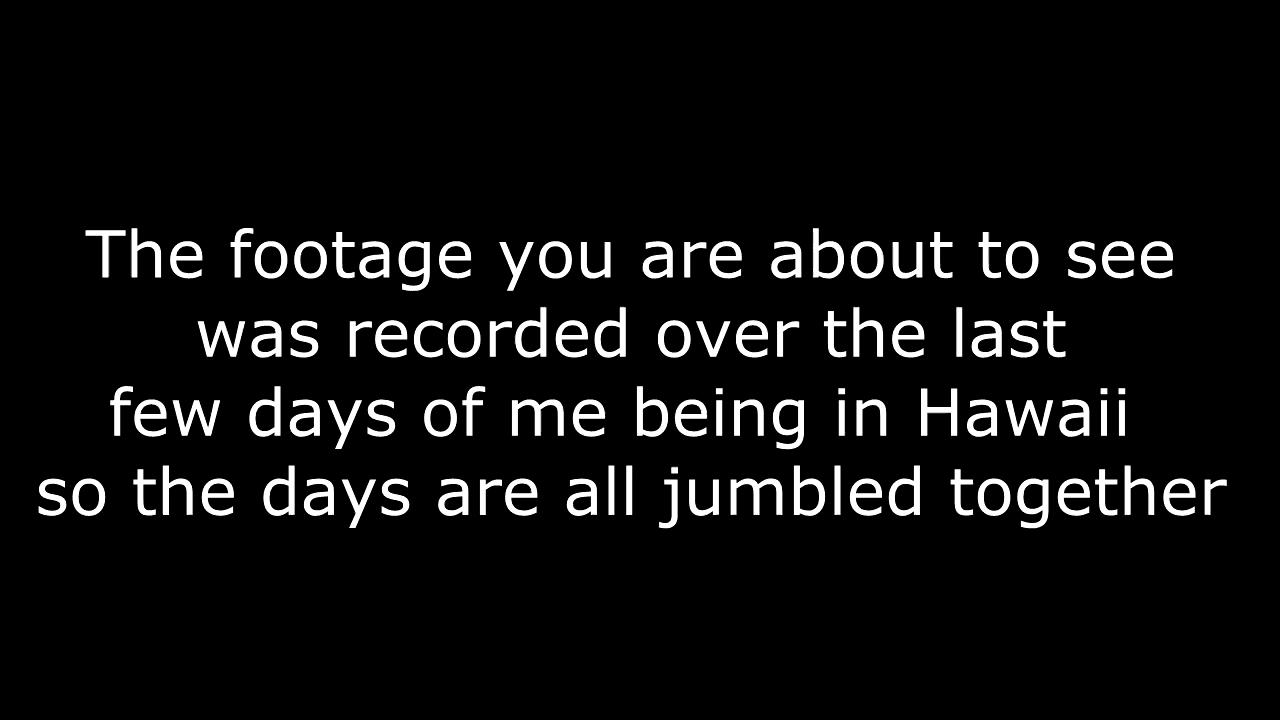 The footage you are about to see
was recorded over the last
few days of me being in Hawaii
so the days are all jumbled together